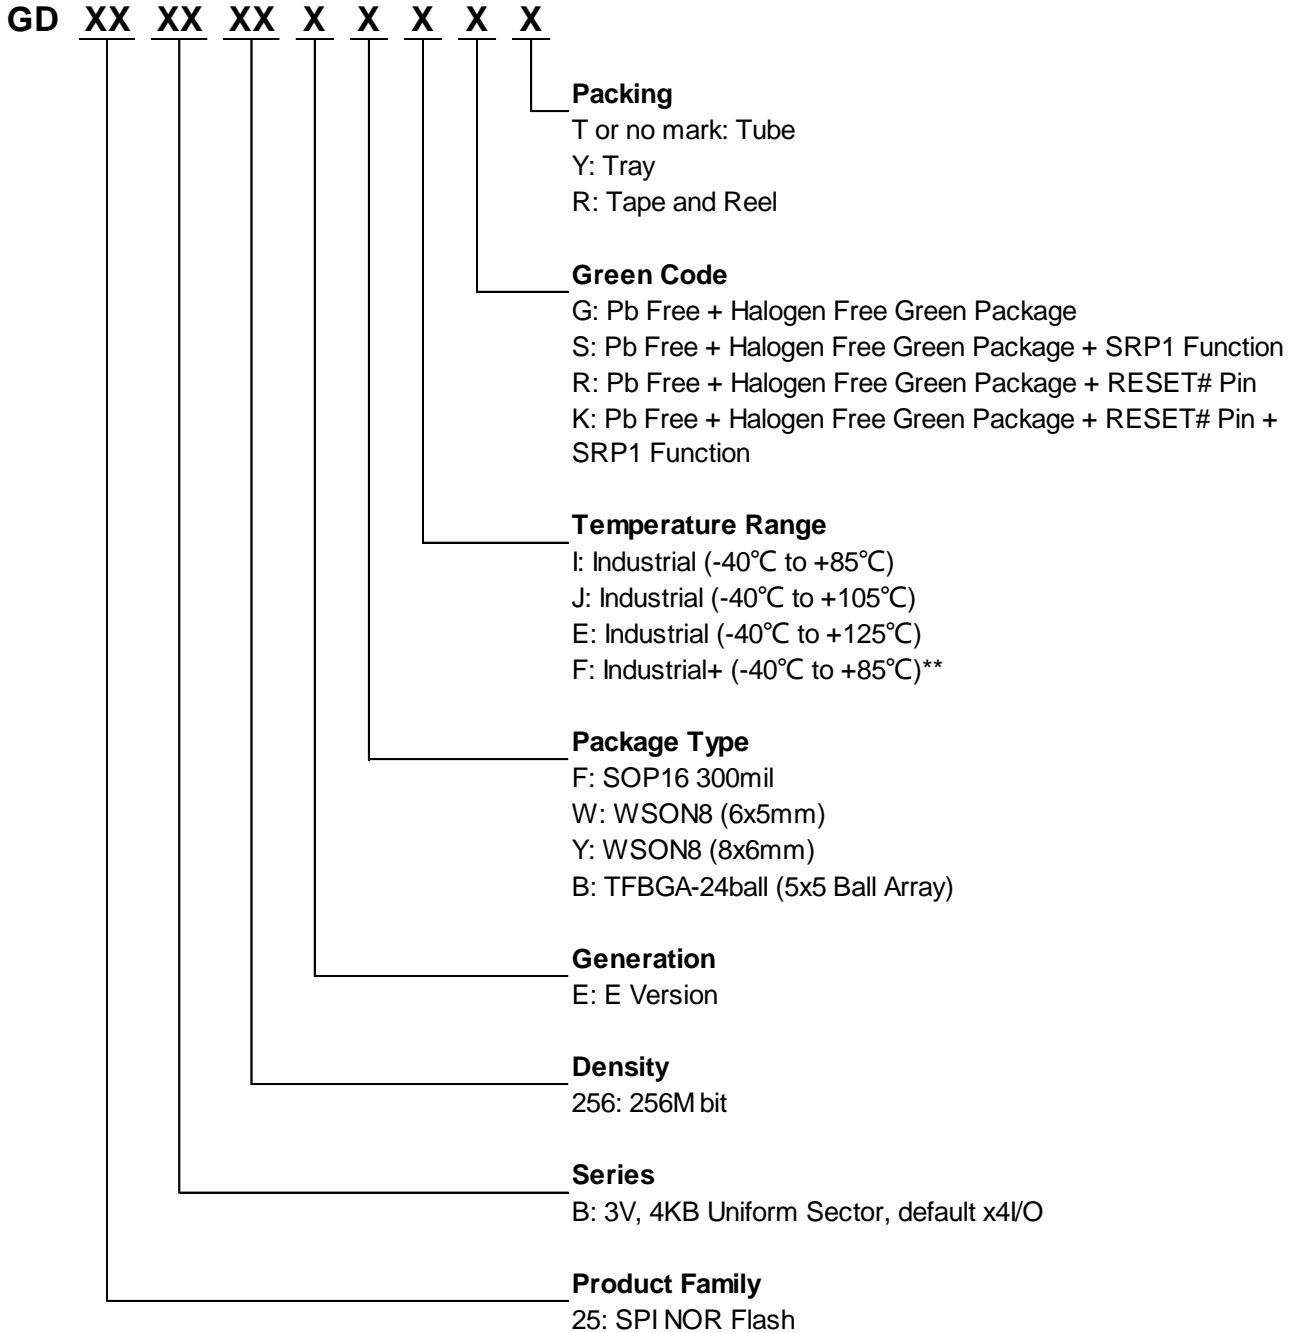 GD XX XX XX X X X X X
Packing
T or no mark: Tube
Y: Tray
R: Tape and Reel
Green Code
G: Pb Free + Halogen Free Green Package
S: Pb Free + Halogen Free Green Package + SRP1 Function
R: Pb Free + Halogen Free Green Package + RESET# Pin
K: Pb Free + Halogen Free Green Package + RESET# Pin +
SRP1 Function
Temperature Range
I: Industrial (-40℃ to +85℃)
J: Industrial (-40℃ to +105℃)
E: Industrial (-40℃ to +125℃)
F: Industrial+ (-40℃ to +85℃)**
Package Type
F: SOP16 300mil
W: WSON8 (6x5mm)
Y: WSON8 (8x6mm)
B: TFBGA-24ball (5x5 Ball Array)
Generation
E: E Version
Density
256: 256M bit
Series
B: 3V, 4KB Uniform Sector, default x4I/O
Product Family
25: SPI NOR Flash